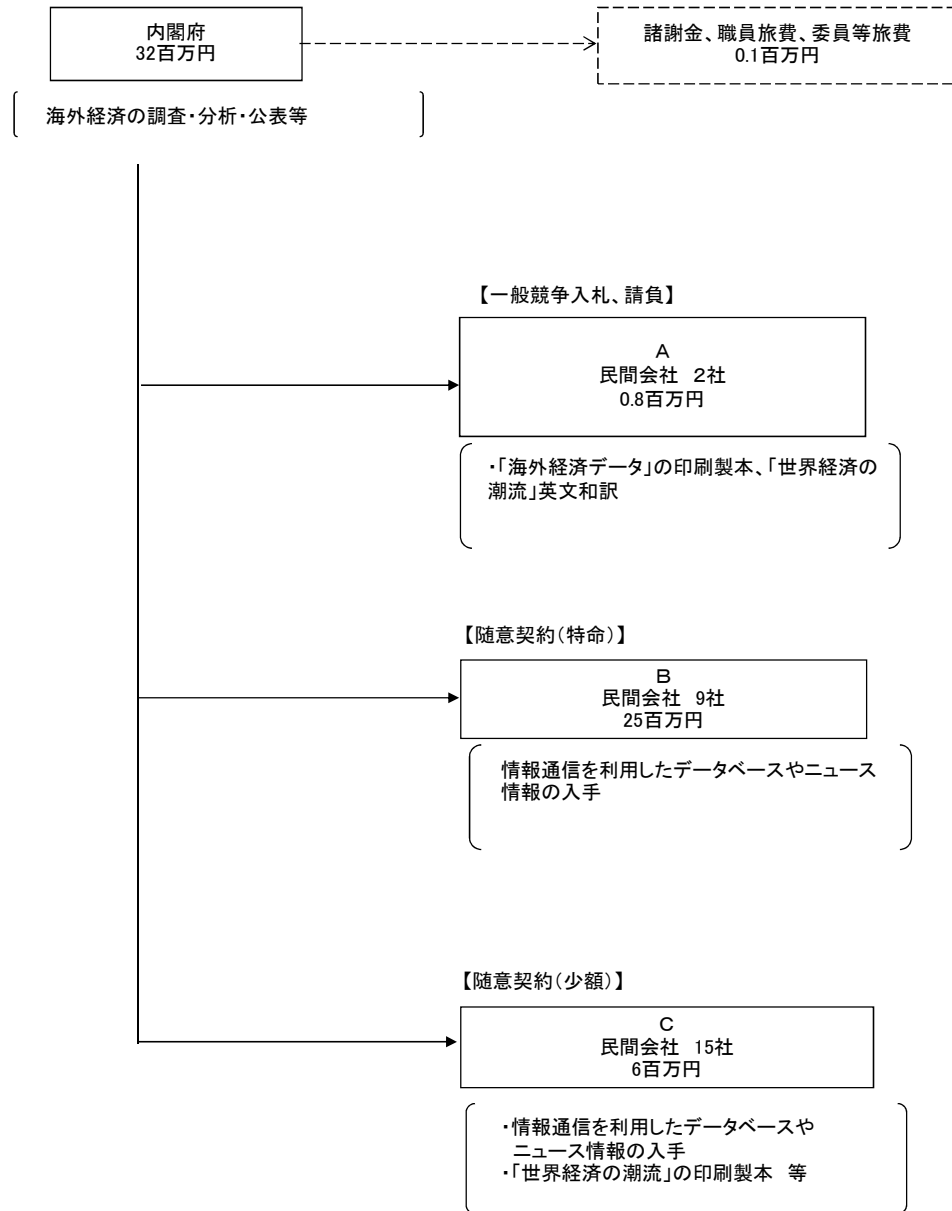 内閣府
32百万円
諸謝金、職員旅費、委員等旅費
0.1百万円
海外経済の調査・分析・公表等
【一般競争入札、請負】
A
民間会社 2社
0.8百万円
・「海外経済データ」の印刷製本、「世界経済の
潮流」英文和訳
【随意契約(特命)】
B
民間会社 9社
25百万円
情報通信を利用したデータベースやニュース
情報の入手
【随意契約(少額)】
C
民間会社 15社
6百万円
・情報通信を利用したデータベースや
ニュース情報の入手
・「世界経済の潮流」の印刷製本 等